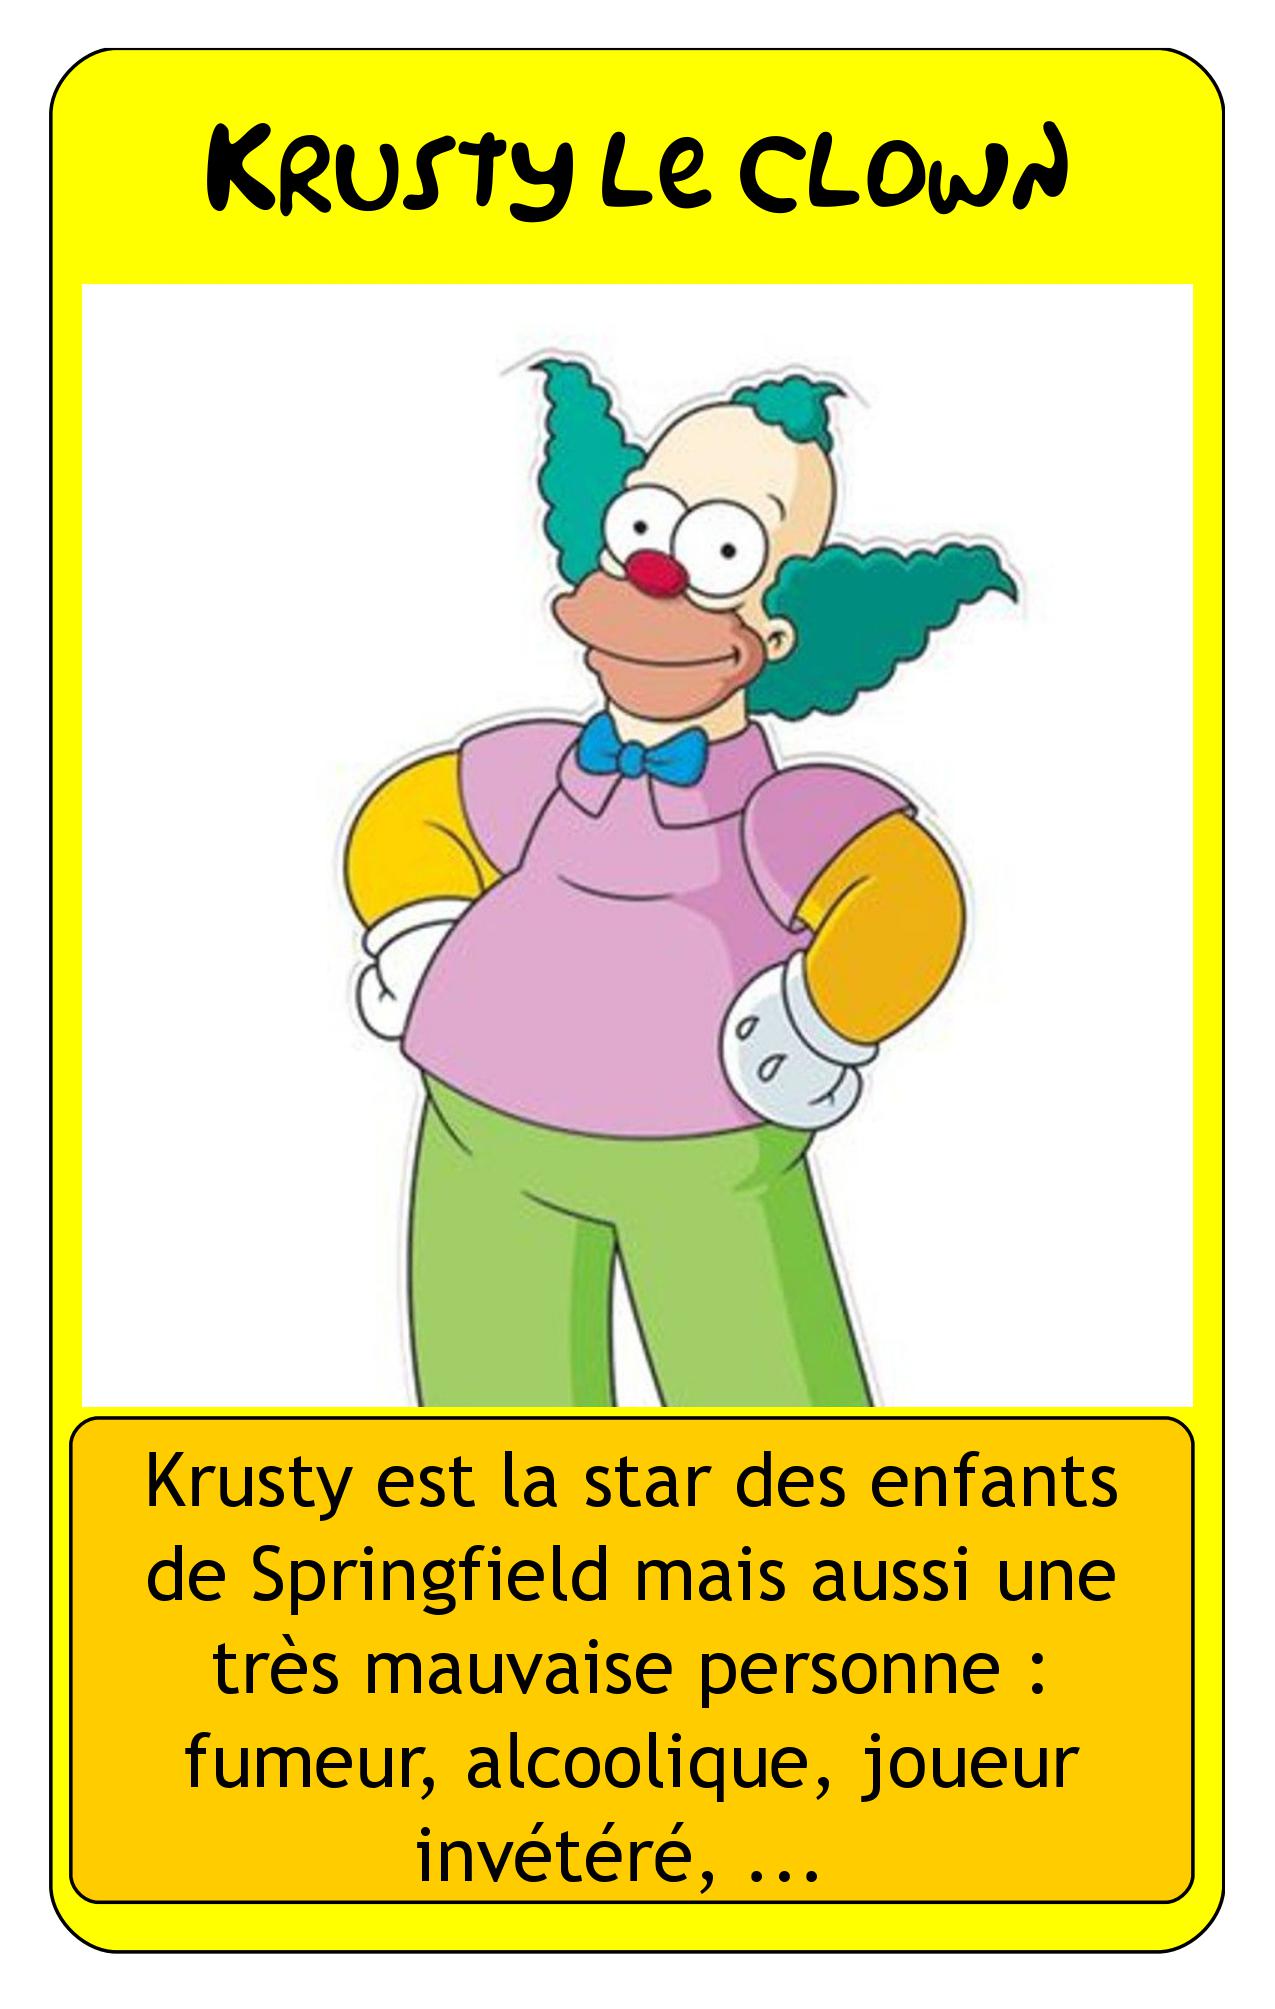 Krusty Le Clown
Krusty est la star des enfants
de Springfield mais aussi une
très mauvaise personne :
fumeur, alcoolique, joueur
invétéré, ...